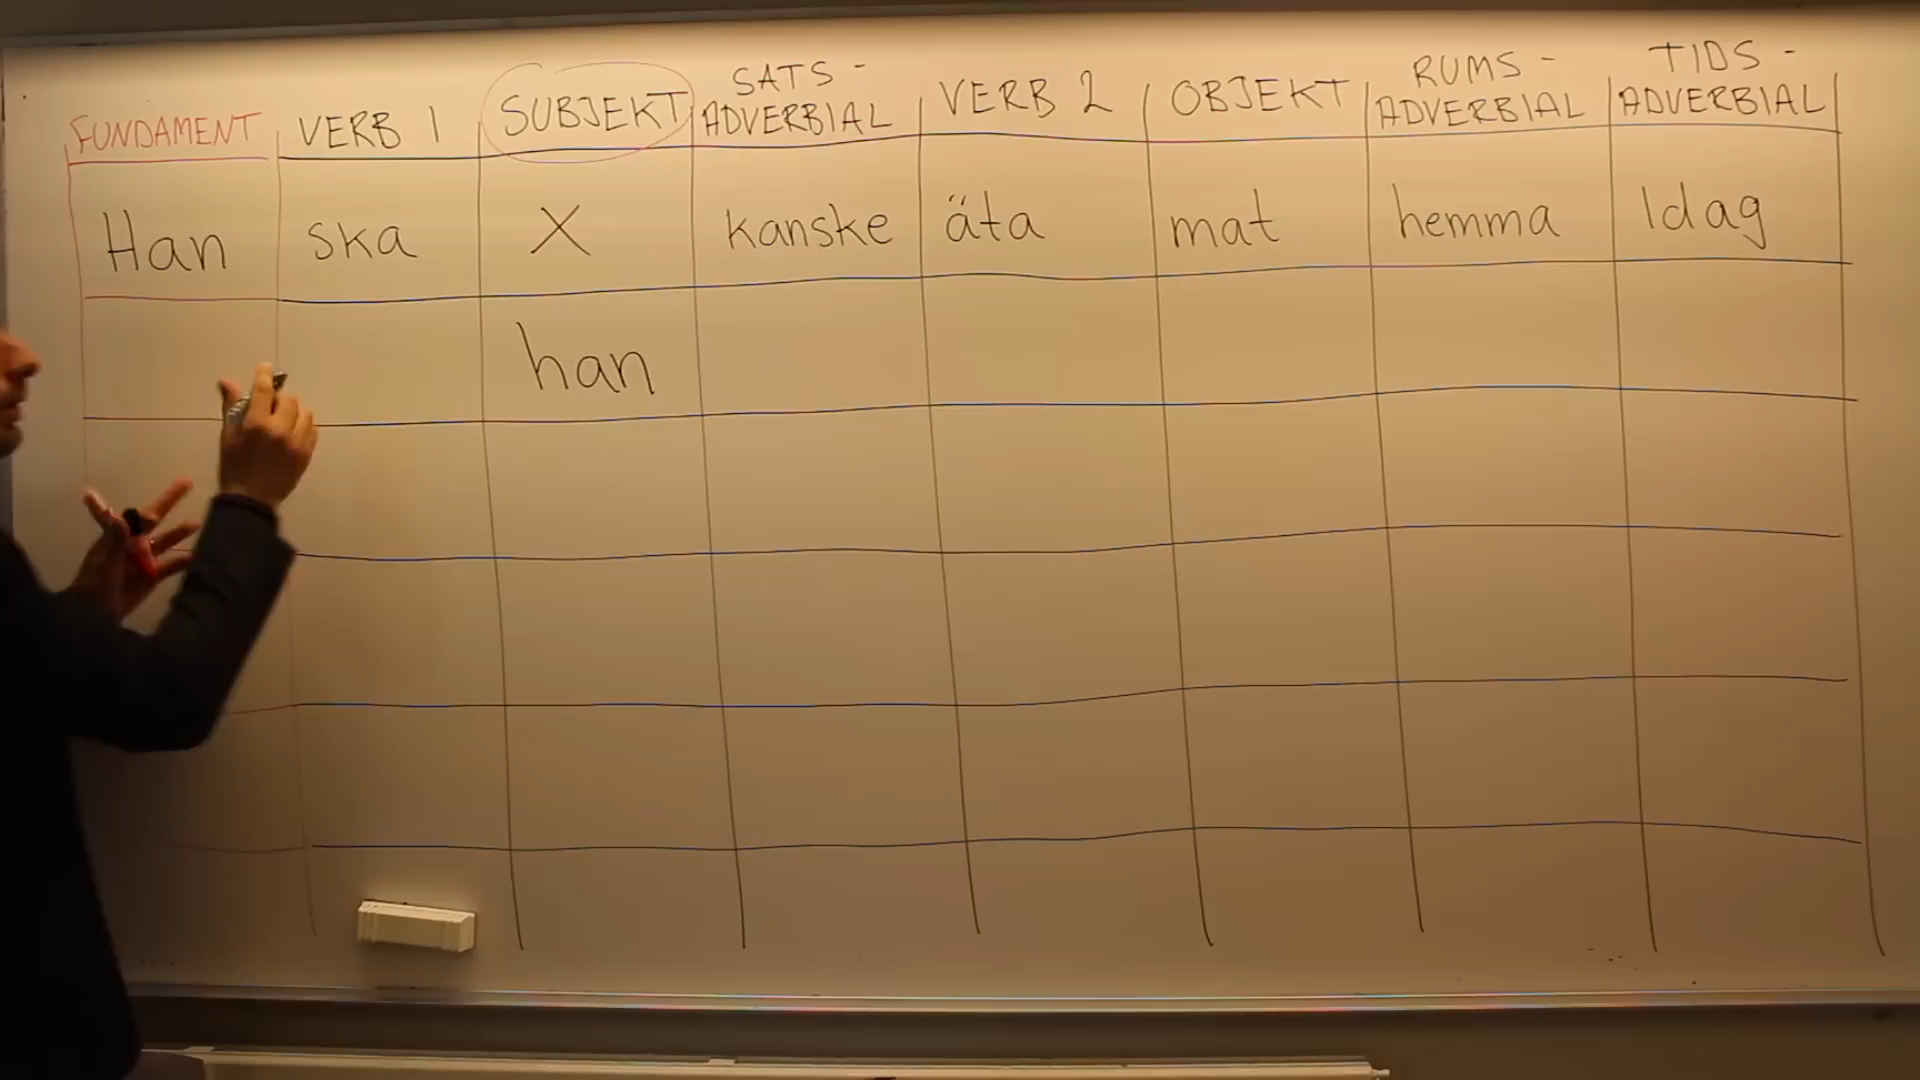 FUNDAMENT VERB 1 SUBJEKT SATS-ADVERBIAL VERB 2 OBJEKT RUMS-ADVERBIAL TIDS-ADVERBIAL
Han ska X kanske äta mat hemma Idag
han